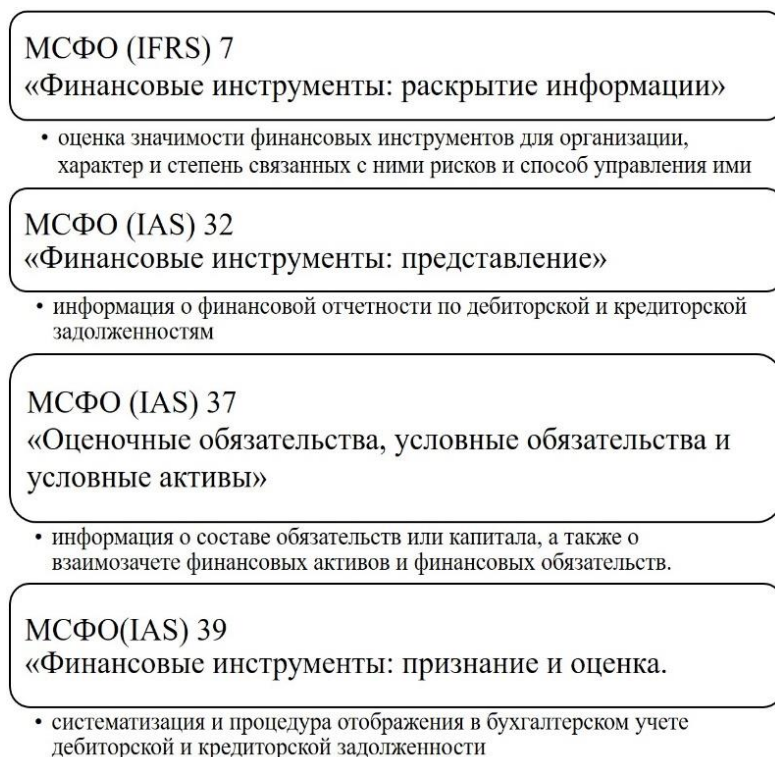 МСФО (IFRS) 7
«Финансовые инструменты: раскрытие информации»
• оценка значимости финансовых инструментов для организации,
характер и степень связанных с ними рисков и способ управления ими
МСФО (IAS) 32
«Финансовые инструменты: представление»
• информация о финансовой отчетности по дебиторской и кредиторской
задолженностям
МСФО (IAS) 37
«Оценочные обязательства, условные обязательства и
условные активы»
• информация о составе обязательств или капитала, а также о
взаимозачете финансовых активов и финансовых обязательств.
МСФО(IAS) 39
«Финансовые инструменты: признание и оценка.
• систематизация и процедура отображения в бухгалтерском учете
дебиторской и кредиторской задолженности